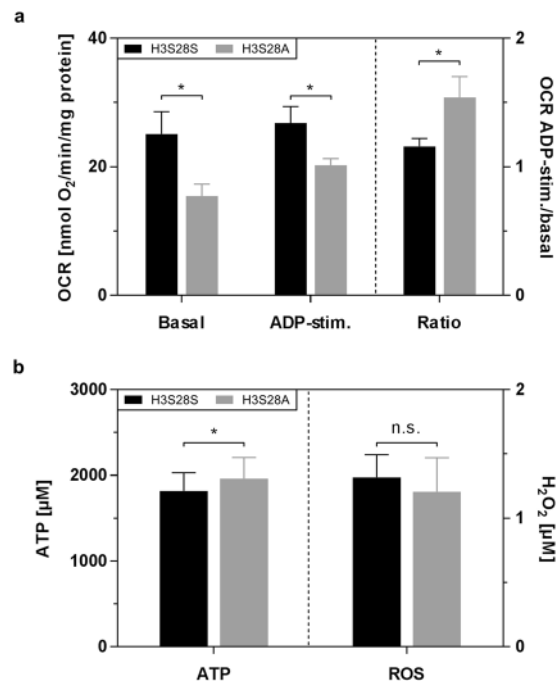 a
H3S28S H3S28A
OCR [nmol O₂/min/mg protein]
40
20
0
*
*
*
2
1
0
OCR ADP-stim./basal
Basal ADP-stim. Ratio
b
H3S28S H3S28A
ATP [µM]
3000
2000
1000
0
*
n.s.
2
1
0
H₂O₂ [µM]
ATP ROS